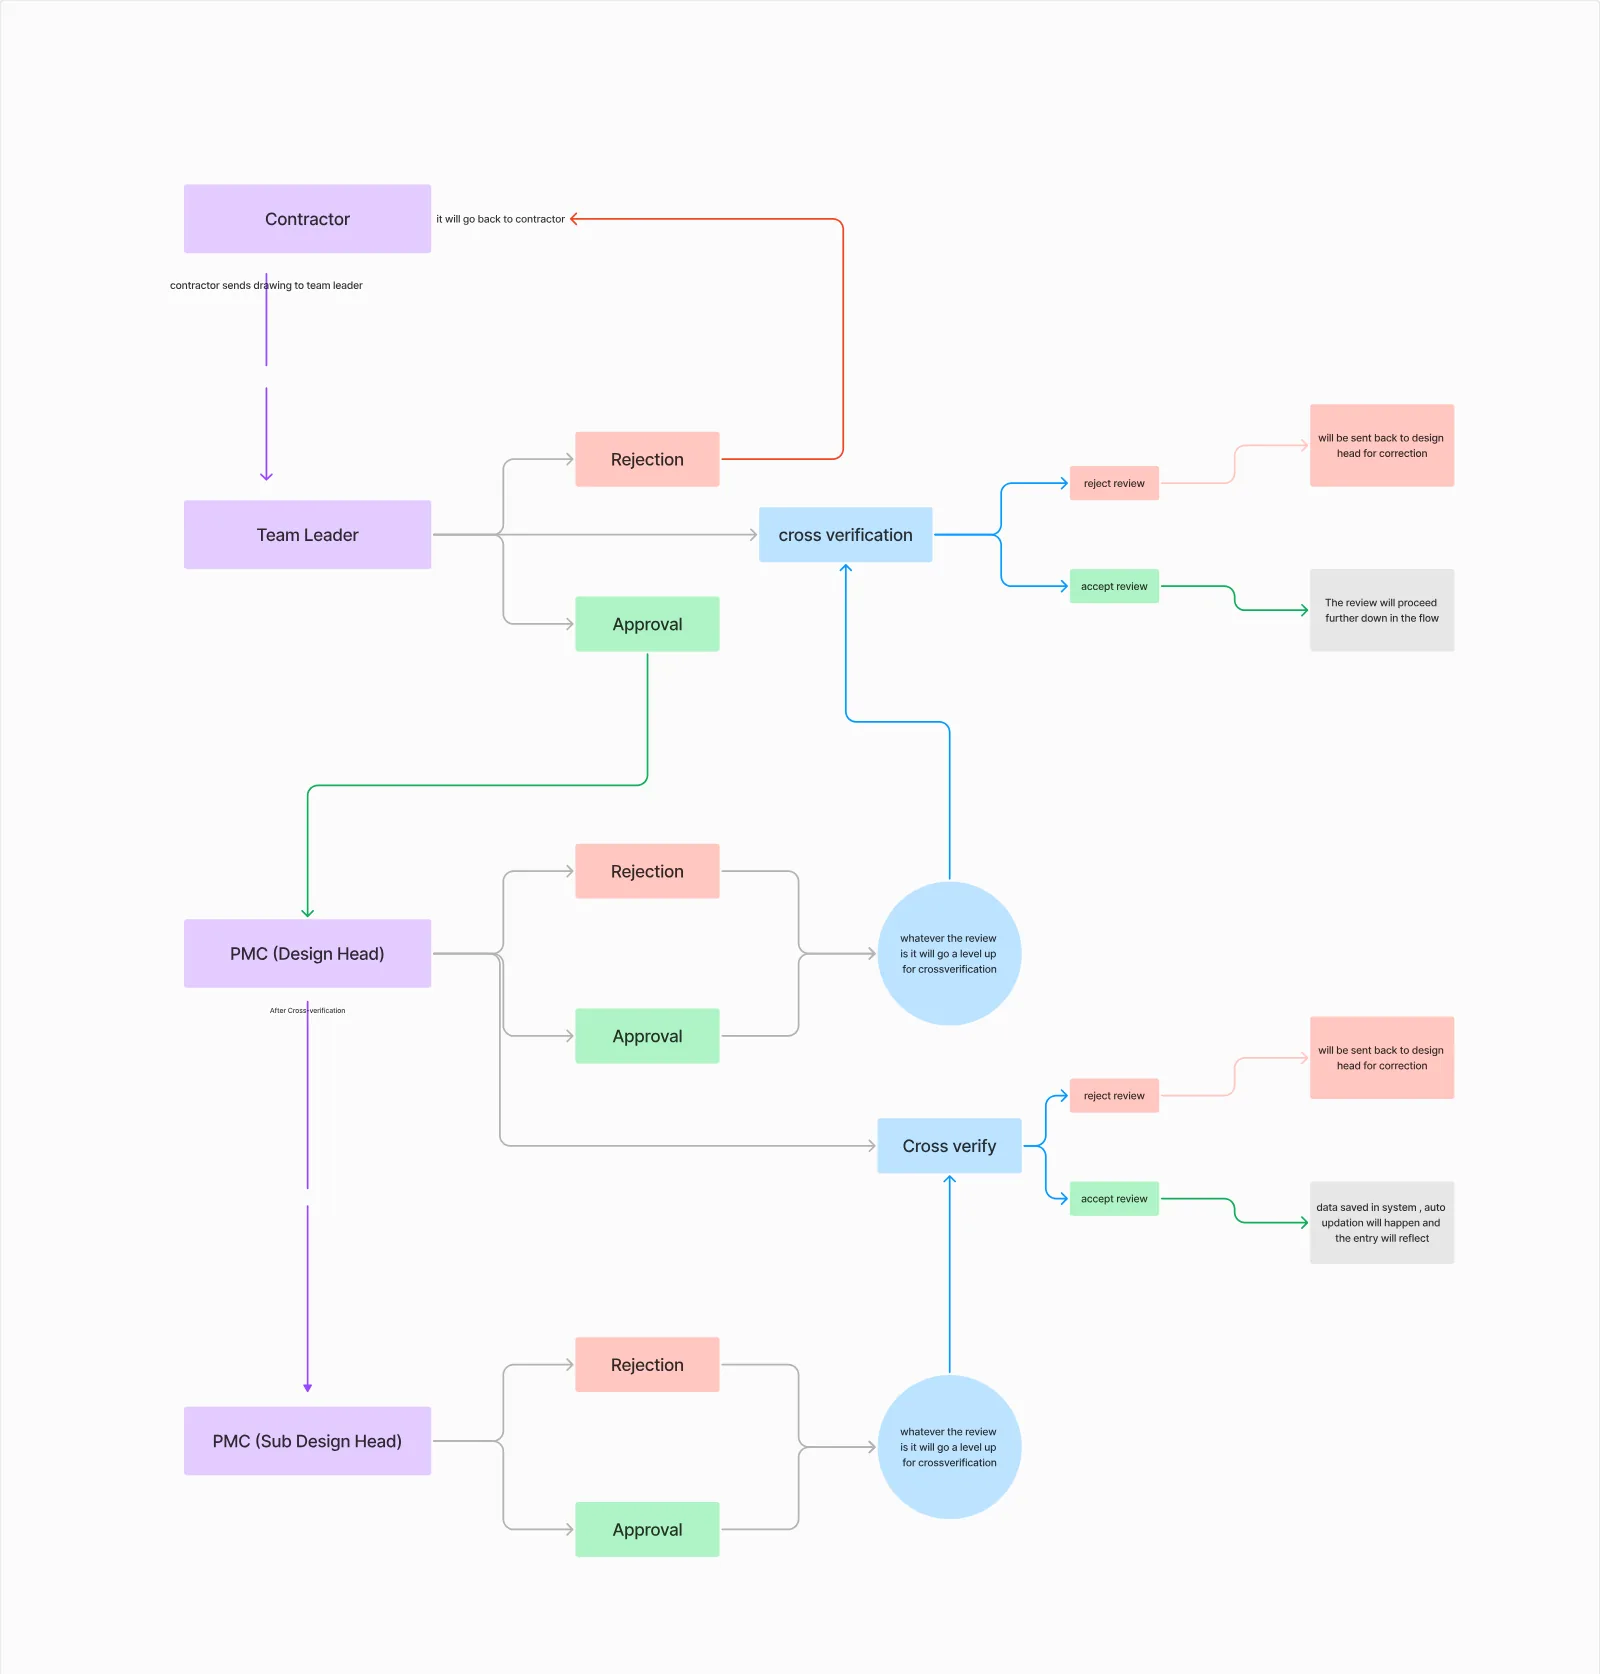 Contractor
it will go back to contractor
contractor sends drawing to team leader
Rejection
will be sent back to design
head for correction
reject review
Team Leader
cross verification
accept review
The review will proceed
further down in the flow
Approval
Rejection
PMC (Design Head)
whatever the review
is it will go a level up
for crossverification
After Cross-verification
Approval
will be sent back to design
head for correction
reject review
Cross verify
accept review
data saved in system , auto
updation will happen and
the entry will reflect
Rejection
PMC (Sub Design Head)
whatever the review
is it will go a level up
for crossverification
Approval